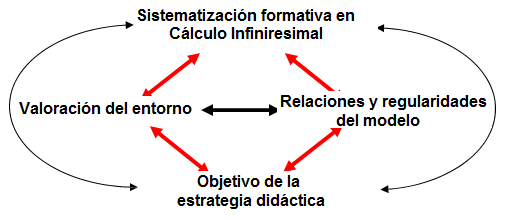 Sistematización formativa en
Cálculo Infiniresimal
Valoración del entorno
Relaciones y regularidades
del modelo
Objetivo de la
estrategia didáctica